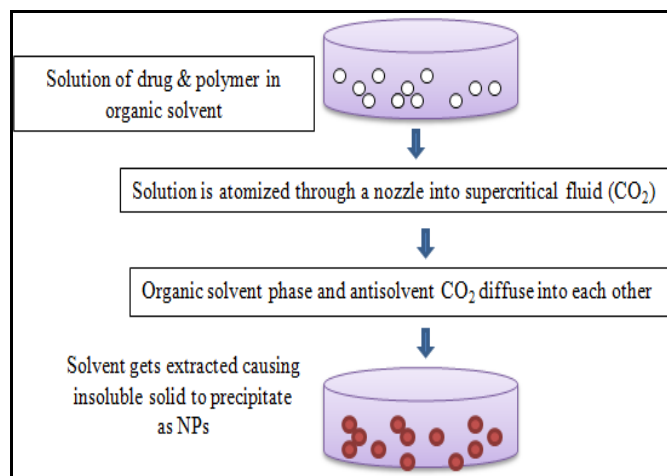 Solution of drug & polymer in
organic solvent
Solution is atomized through a nozzle into supercritical fluid (CO₂)
Organic solvent phase and antisolvent CO₂ diffuse into each other
Solvent gets extracted causing
insoluble solid to precipitate
as NPs